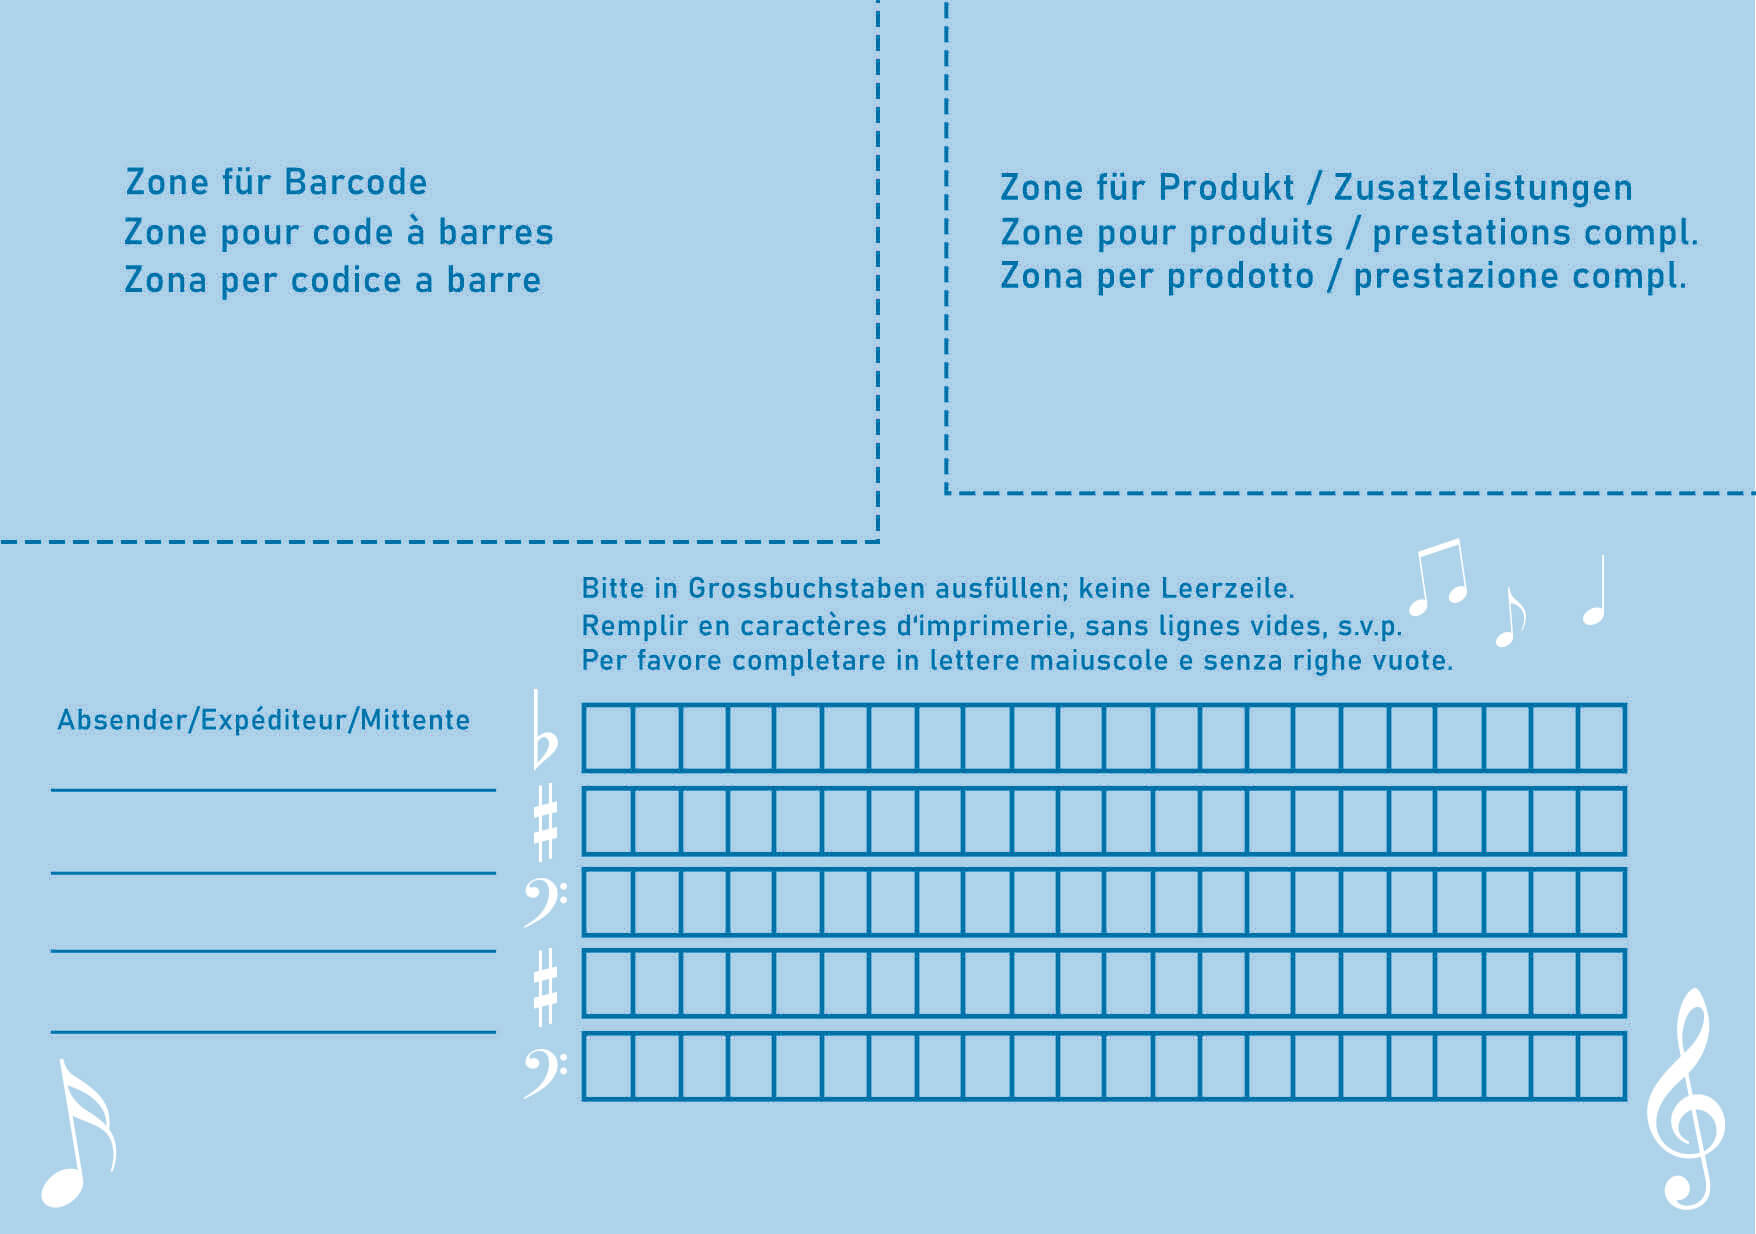 Zone für Barcode
Zone pour code à barres
Zona per codice a barre
Zone für Produkt / Zusatzleistungen
Zone pour produits / prestations compl.
Zona per prodotto / prestazione compl.
Bitte in Grossbuchstaben ausfüllen; keine Leerzeile.
Remplir en caractères d‘imprimerie, sans lignes vides, s.v.p.
Per favore completare in lettere maiuscole e senza righe vuote.
Absender/Expéditeur/Mittente